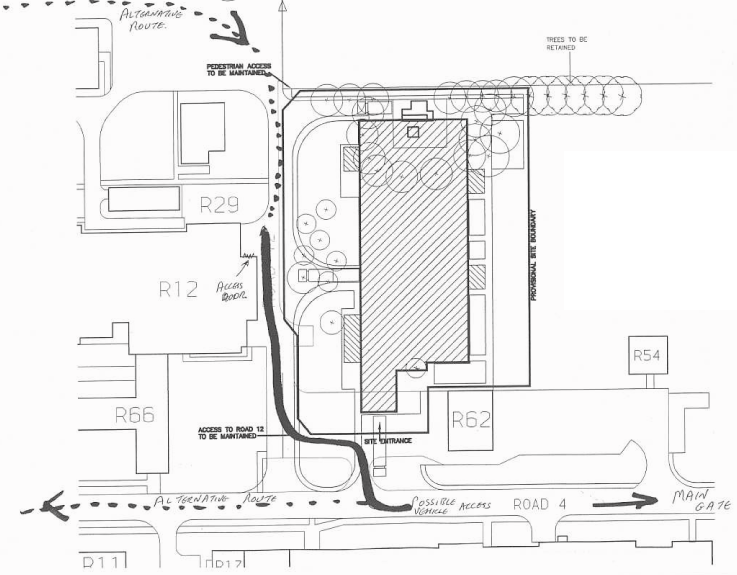 ALTERNATIVE
ROUTE.
TREES TO BE
RETAINED
PEDESTRIAN ACCESS
TO BE MAINTAINED
R29
R12
ACCESS
DOOR
PROVISIONAL SITE BOUNDARY
R54
R66
R62
ACCESS TO ROAD 12
TO BE MAINTAINED
SITE ENTRANCE
ALTERNATIVE ROUTE
POSSIBLE
VEHICLE ACCESS
ROAD 4
MAIN
GATE
R11
R17